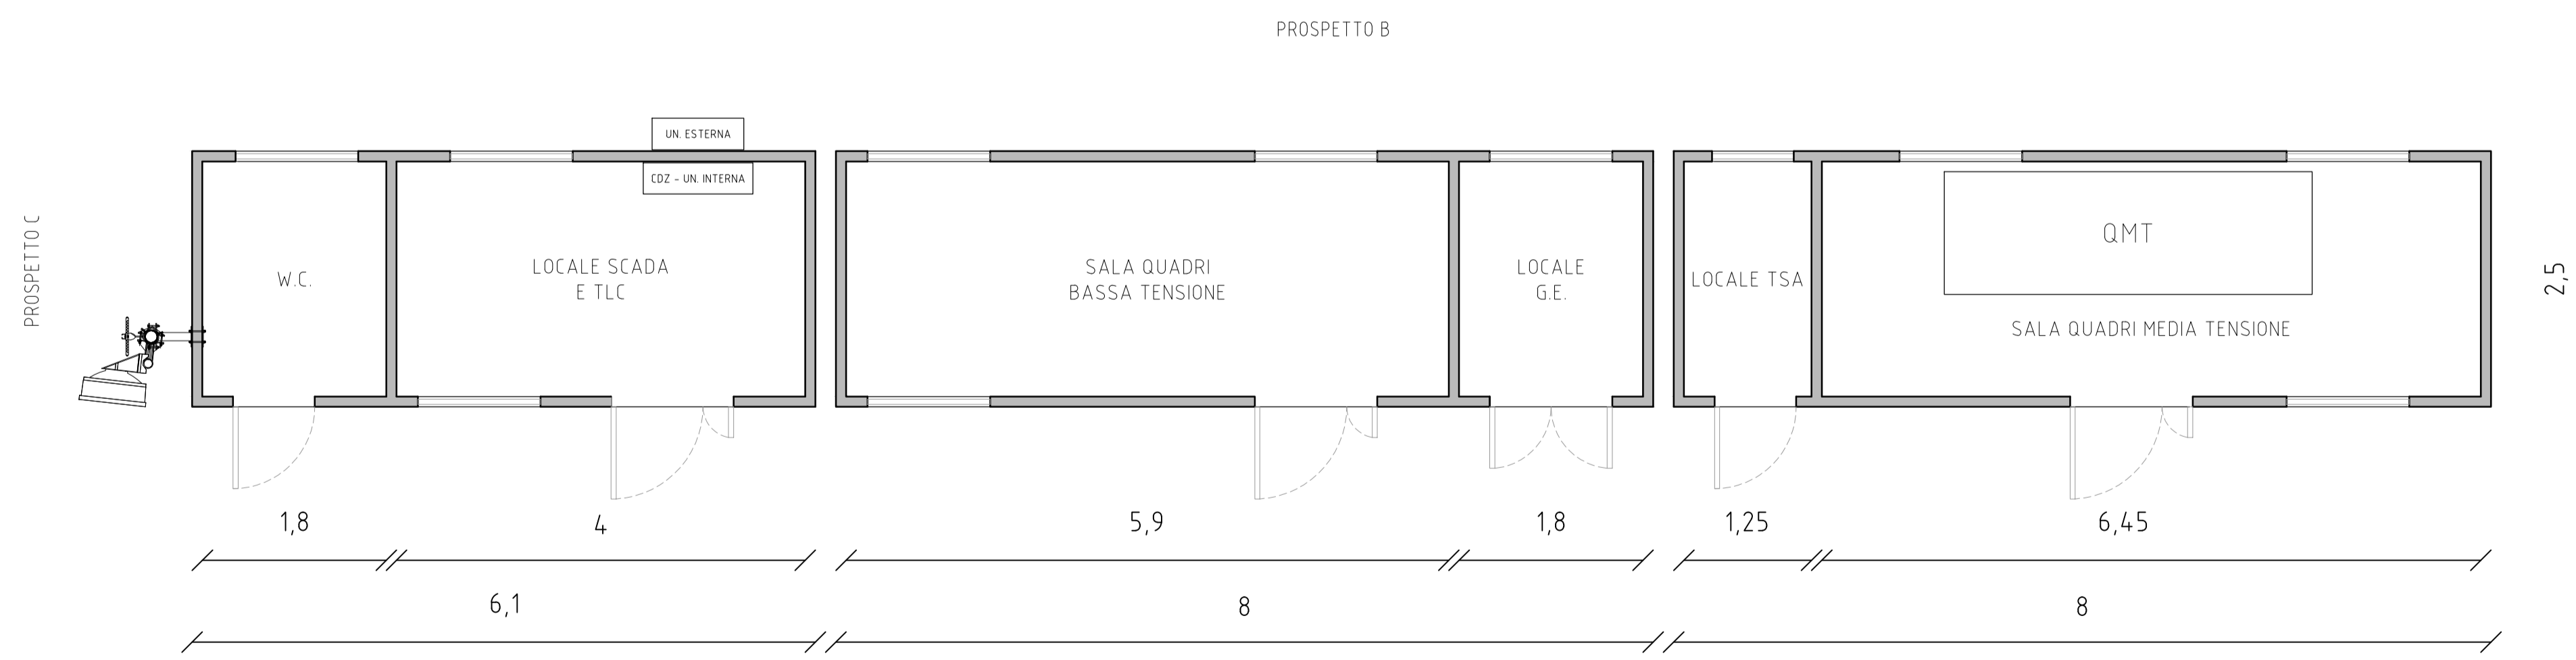 PROSPETTO B
PROSPETTO C
UN. ESTERNA
CDZ - UN. INTERNA
W.C.
LOCALE SCADA
E TLC
SALA QUADRI
BASSA TENSIONE
LOCALE
G.E.
LOCALE TSA
QMT
SALA QUADRI MEDIA TENSIONE
2,5
1,8
4
5,9
1,8
1,25
6,45
6,1
8
8